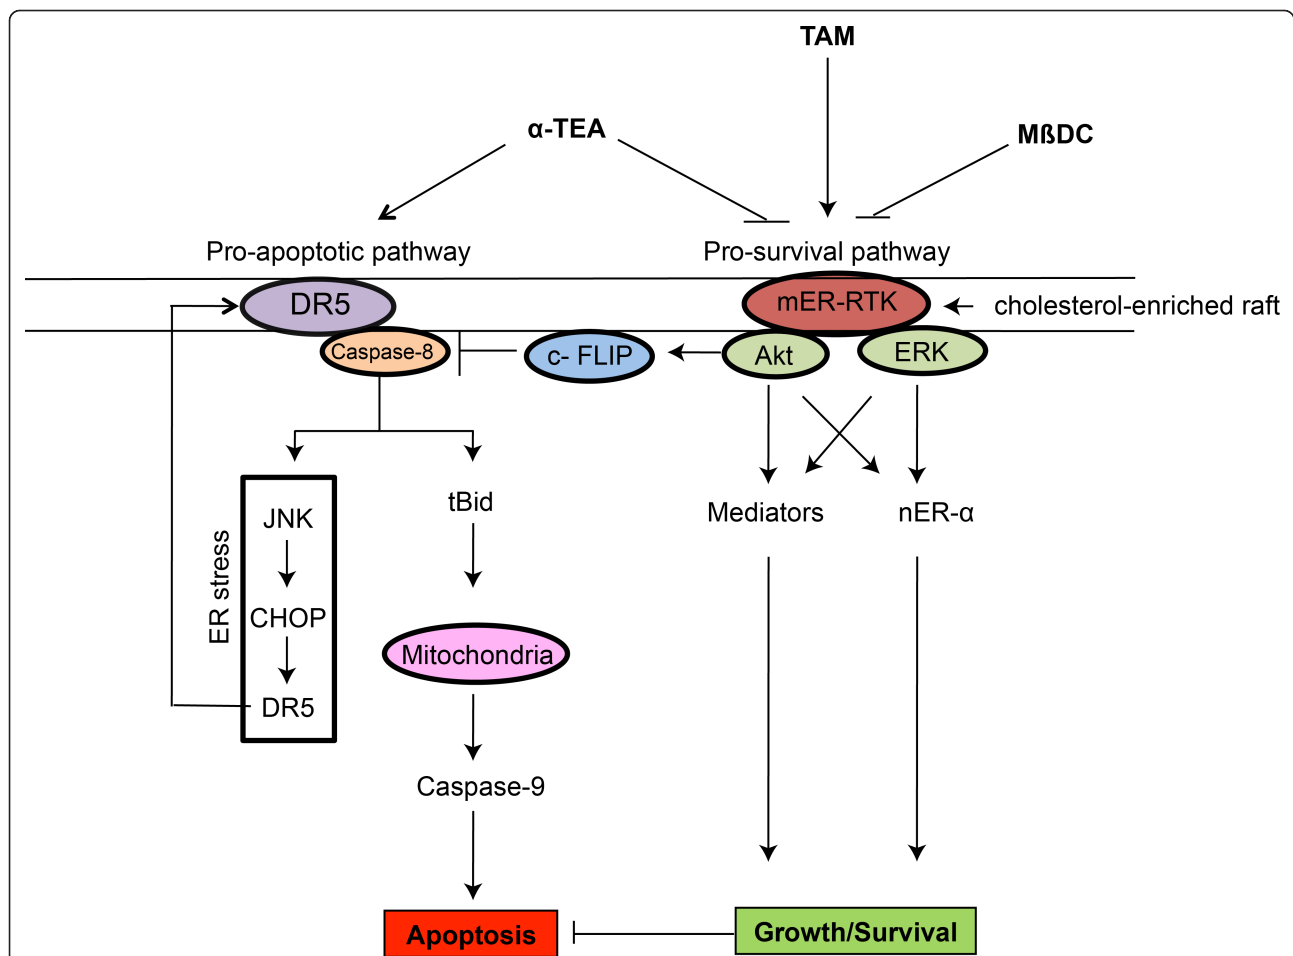 TAM
α-TEA
MßDC
Pro-apoptotic pathway
Pro-survival pathway
DR5
mER-RTK
cholesterol-enriched raft
Caspase-8
c- FLIP
Akt
ERK
ER stress
JNK
CHOP
DR5
tBid
Mitochondria
Caspase-9
Mediators
nER-α
Apoptosis
Growth/Survival